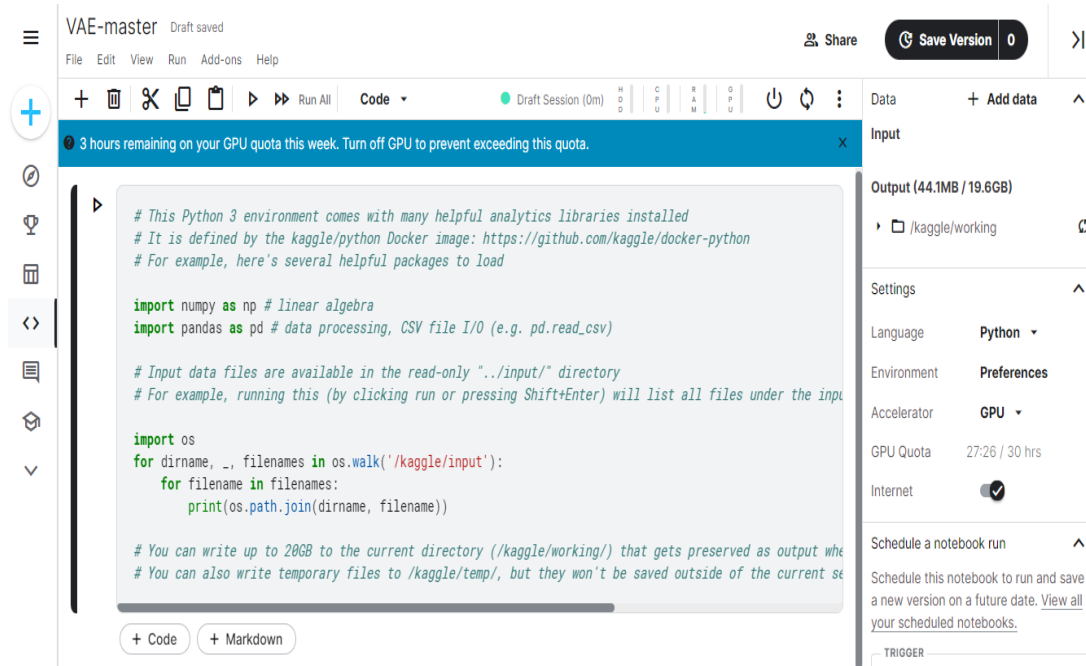 VAE-master Draft saved
File Edit View Run Add-ons Help
Share
Save Version 0
Run All Code
Draft Session (0m)
HDD
CPU
RAM
GPU
3 hours remaining on your GPU quota this week. Turn off GPU to prevent exceeding this quota.
X
# This Python 3 environment comes with many helpful analytics libraries installed
# It is defined by the kaggle/python Docker image: https://github.com/kaggle/docker-python
# For example, here's several helpful packages to load
import numpy as np # linear algebra
import pandas as pd # data processing, CSV file I/O (e.g. pd.read_csv)
# Input data files are available in the read-only "../input/" directory
# For example, running this (by clicking run or pressing Shift+Enter) will list all files under the inpu
import os
for dirname, _, filenames in os.walk('/kaggle/input'):
for filename in filenames:
print(os.path.join(dirname, filename))
# You can write up to 20GB to the current directory (/kaggle/working/) that gets preserved as output whe
# You can also write temporary files to /kaggle/temp/, but they won't be saved outside of the current se
+ Code
+ Markdown
Data + Add data
Input
Output (44.1MB / 19.6GB)
/kaggle/working
Settings
Language Python
Environment Preferences
Accelerator GPU
GPU Quota 27:26 / 30 hrs
Internet
Schedule a notebook run
Schedule this notebook to run and save
a new version on a future date. View all
your scheduled notebooks.
TRIGGER